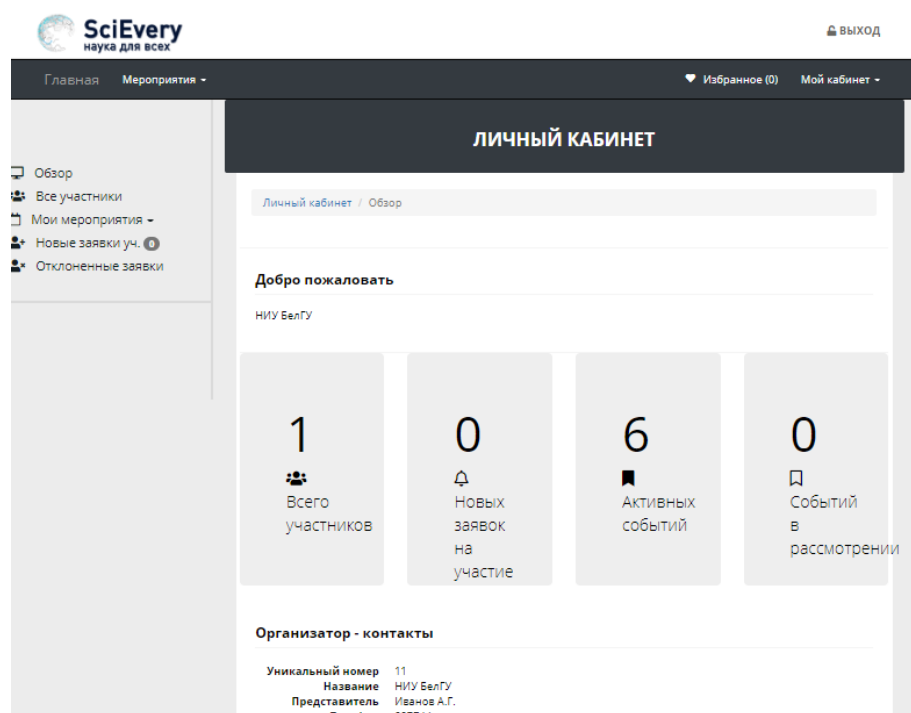 SciEvery
наука для всех
ВЫХОД
Главная Мероприятия Избранное (0) Мой кабинет
ЛИЧНЫЙ КАБИНЕТ
Обзор
Все участники
Мои мероприятия
Новые заявки уч. 0
Отклоненные заявки
Личный кабинет / Обзор
Добро пожаловать
НИУ БелГУ
1
Всего
участников
0
Новых
заявок
на
участие
6
Активных
событий
0
Событий
в
рассмотрении
Организатор - контакты
Уникальный номер 11
Название НИУ БелГУ
Представитель Иванов А.Г.